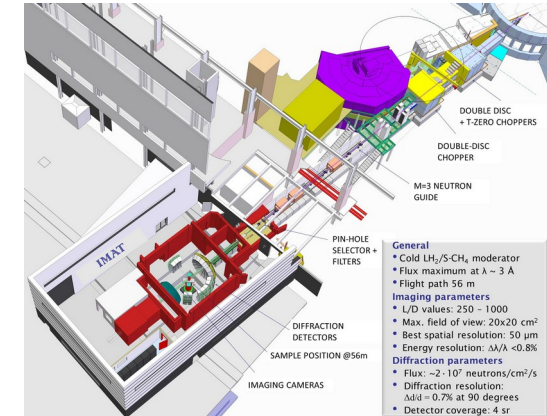 DOUBLE DISC
+ T-ZERO CHOPPERS
DOUBLE-DISC
CHOPPER
M=3 NEUTRON
GUIDE
PIN-HOLE
SELECTOR +
FILTERS
IMAT
DIFFRACTION
DETECTORS
SAMPLE POSITION @56m
IMAGING CAMERAS
General
• Cold LH₂/S-CH₄ moderator
• Flux maximum at λ ~ 3 Å
• Flight path 56 m
Imaging parameters
• L/D values: 250 – 1000
• Max. field of view: 20x20 cm²
• Best spatial resolution: 50 μm
• Energy resolution: Δλ/λ <0.8%
Diffraction parameters
• Flux: ~2·10⁷ neutrons/cm²/s
• Diffraction resolution:
Δd/d = 0.7% at 90 degrees
• Detector coverage: 4 sr